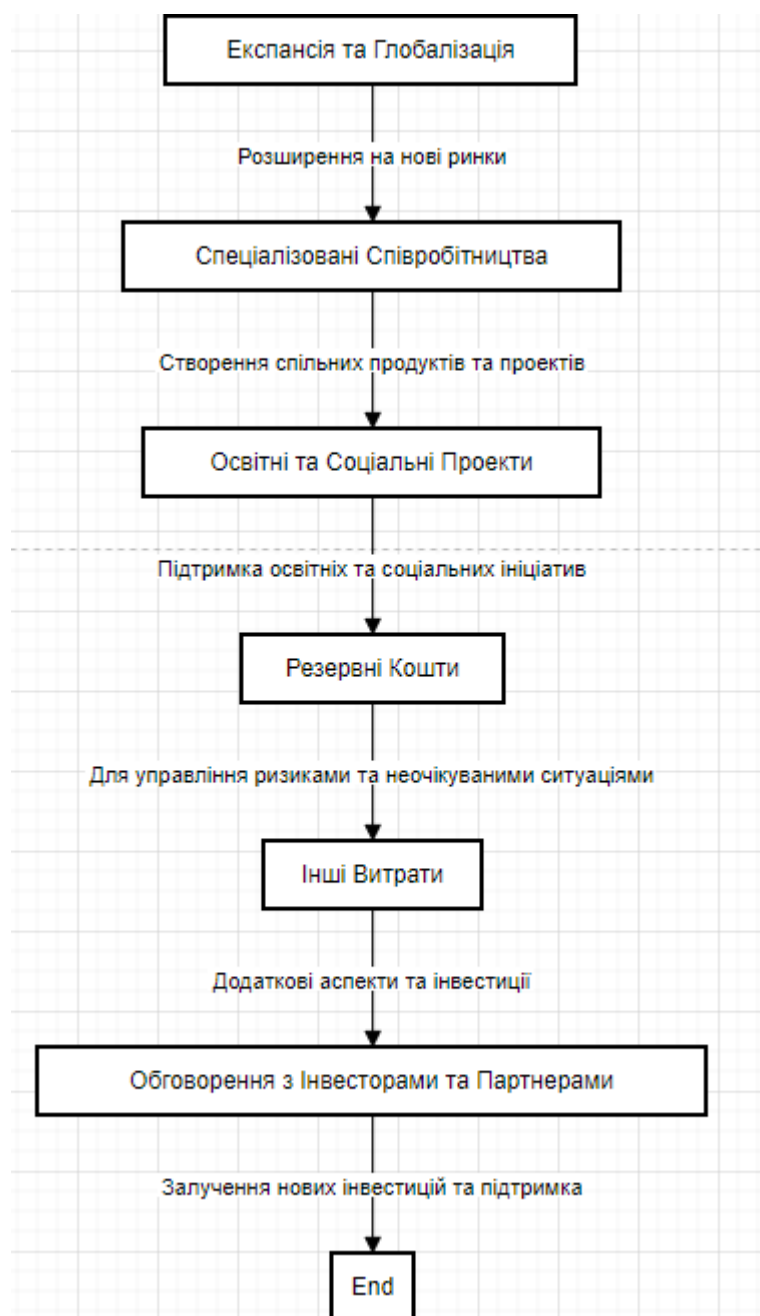 Експансія та Глобалізація
Розширення на нові ринки
Спеціалізовані Співробітництва
Створення спільних продуктів та проектів
Освітні та Соціальні Проекти
Підтримка освітніх та соціальних ініціатив
Резервні Кошти
Для управління ризиками та неочікуваними ситуаціями
Інші Витрати
Додаткові аспекти та інвестиції
Обговорення з Інвесторами та Партнерами
Залучення нових інвестицій та підтримка
End